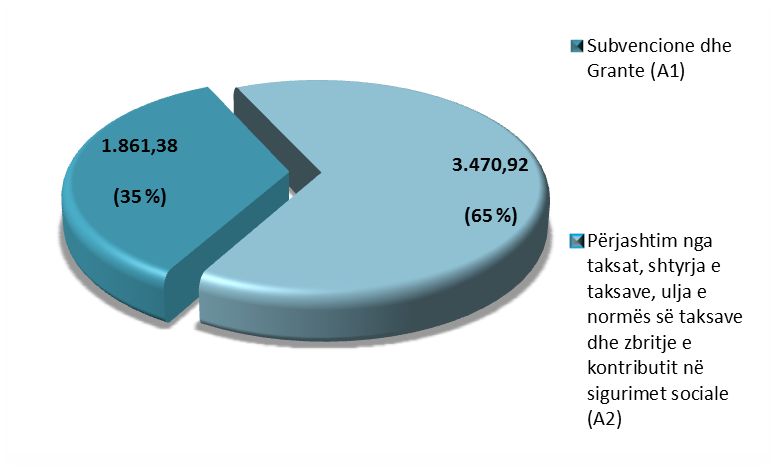 1.861,38
(35 %)
3.470,92
(65 %)
Subvencione dhe
Grante (A1)
Përjashtim nga
taksat, shtyrja e
taksave, ulja e
normës së taksave
dhe zbritje e
kontributit në
sigurimet sociale
(A2)